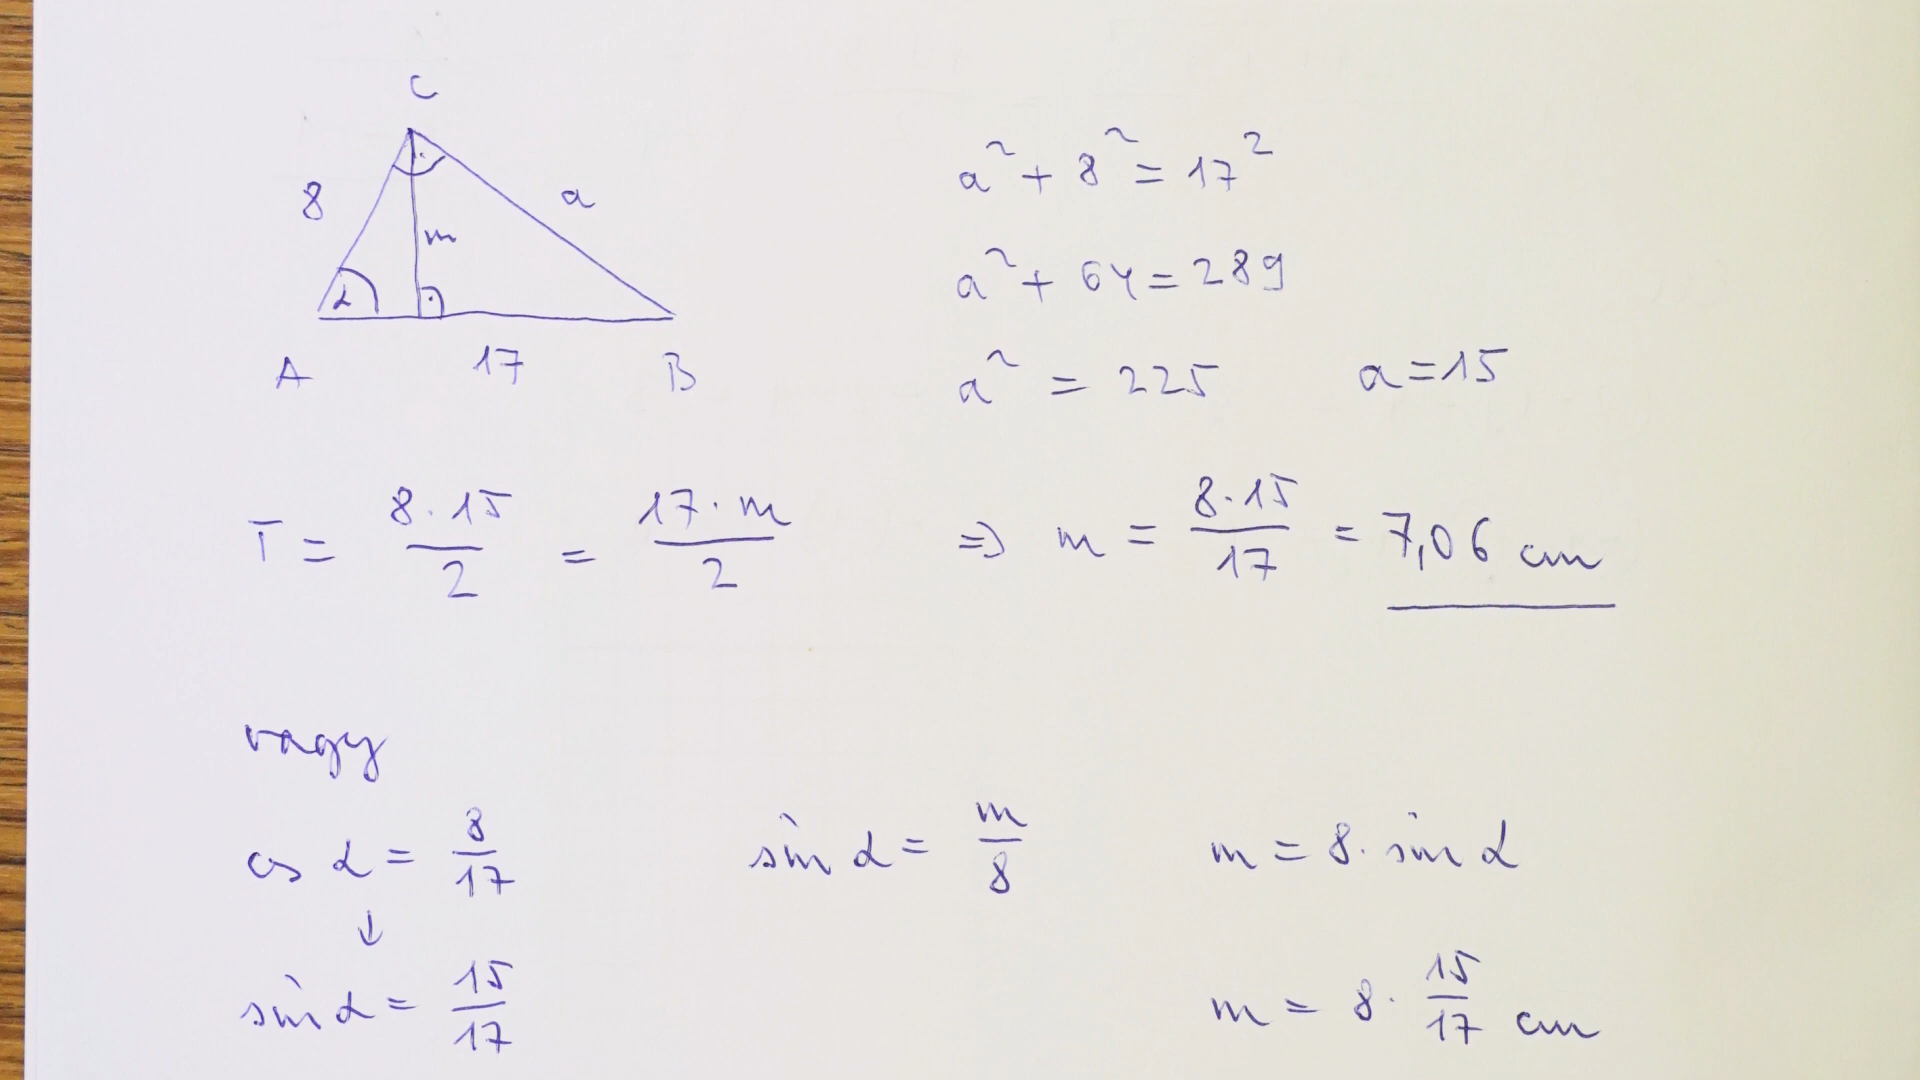 C
8 a
m
α
A 17 B
a² + 8² = 17²
a² + 64 = 289
a² = 225 a = 15
T = 8·15/2 = 17·m/2 ⇒ m = 8·15/17 = 7,06 cm
vagy
cos α = 8/17 sin α = m/8 m = 8·sin α
↓
sin α = 15/17 m = 8·15/17 cm